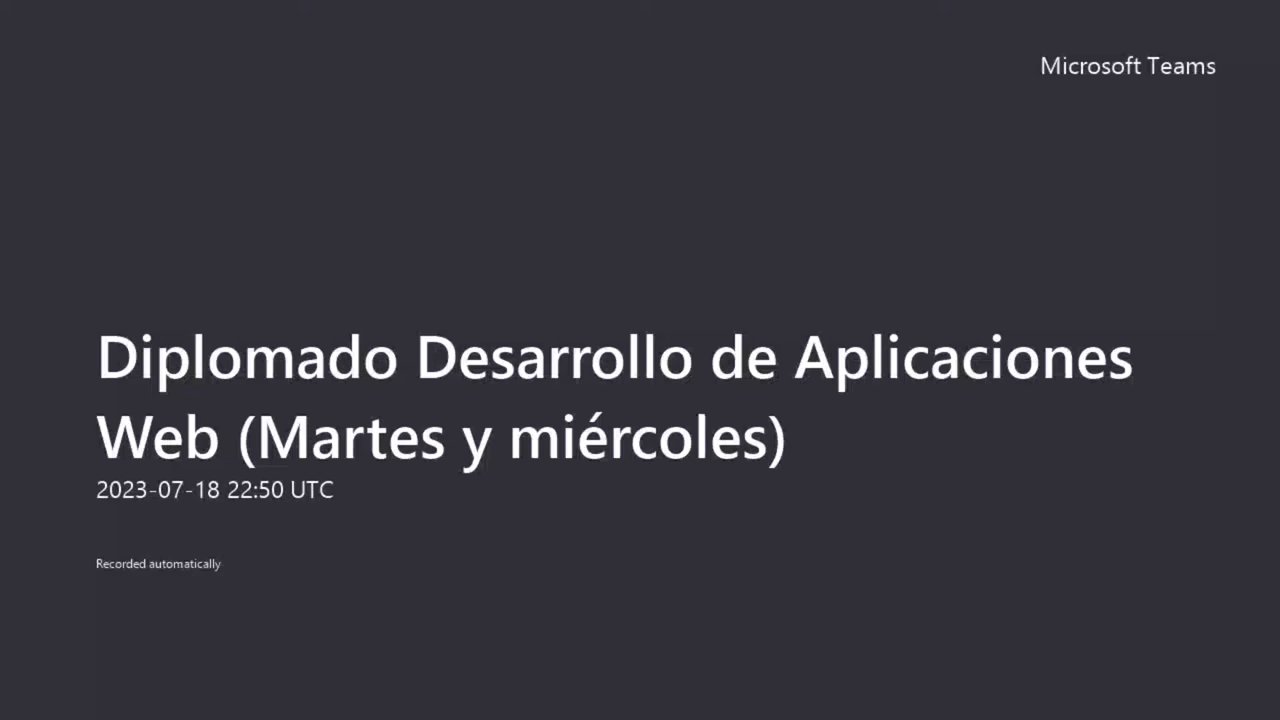 Microsoft Teams
Diplomado Desarrollo de Aplicaciones
Web (Martes y miércoles)
2023-07-18 22:50 UTC
Recorded automatically